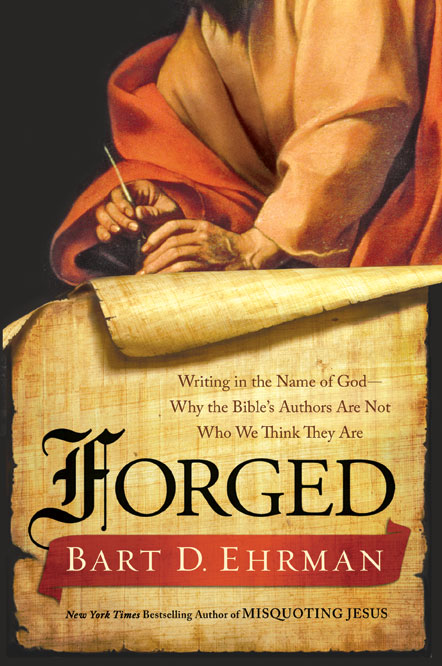 Writing in the Name of God—
Why the Bible's Authors Are Not
Who We Think They Are
FORGED
BART D. EHRMAN
New York Times Bestselling Author of MISQUOTING JESUS